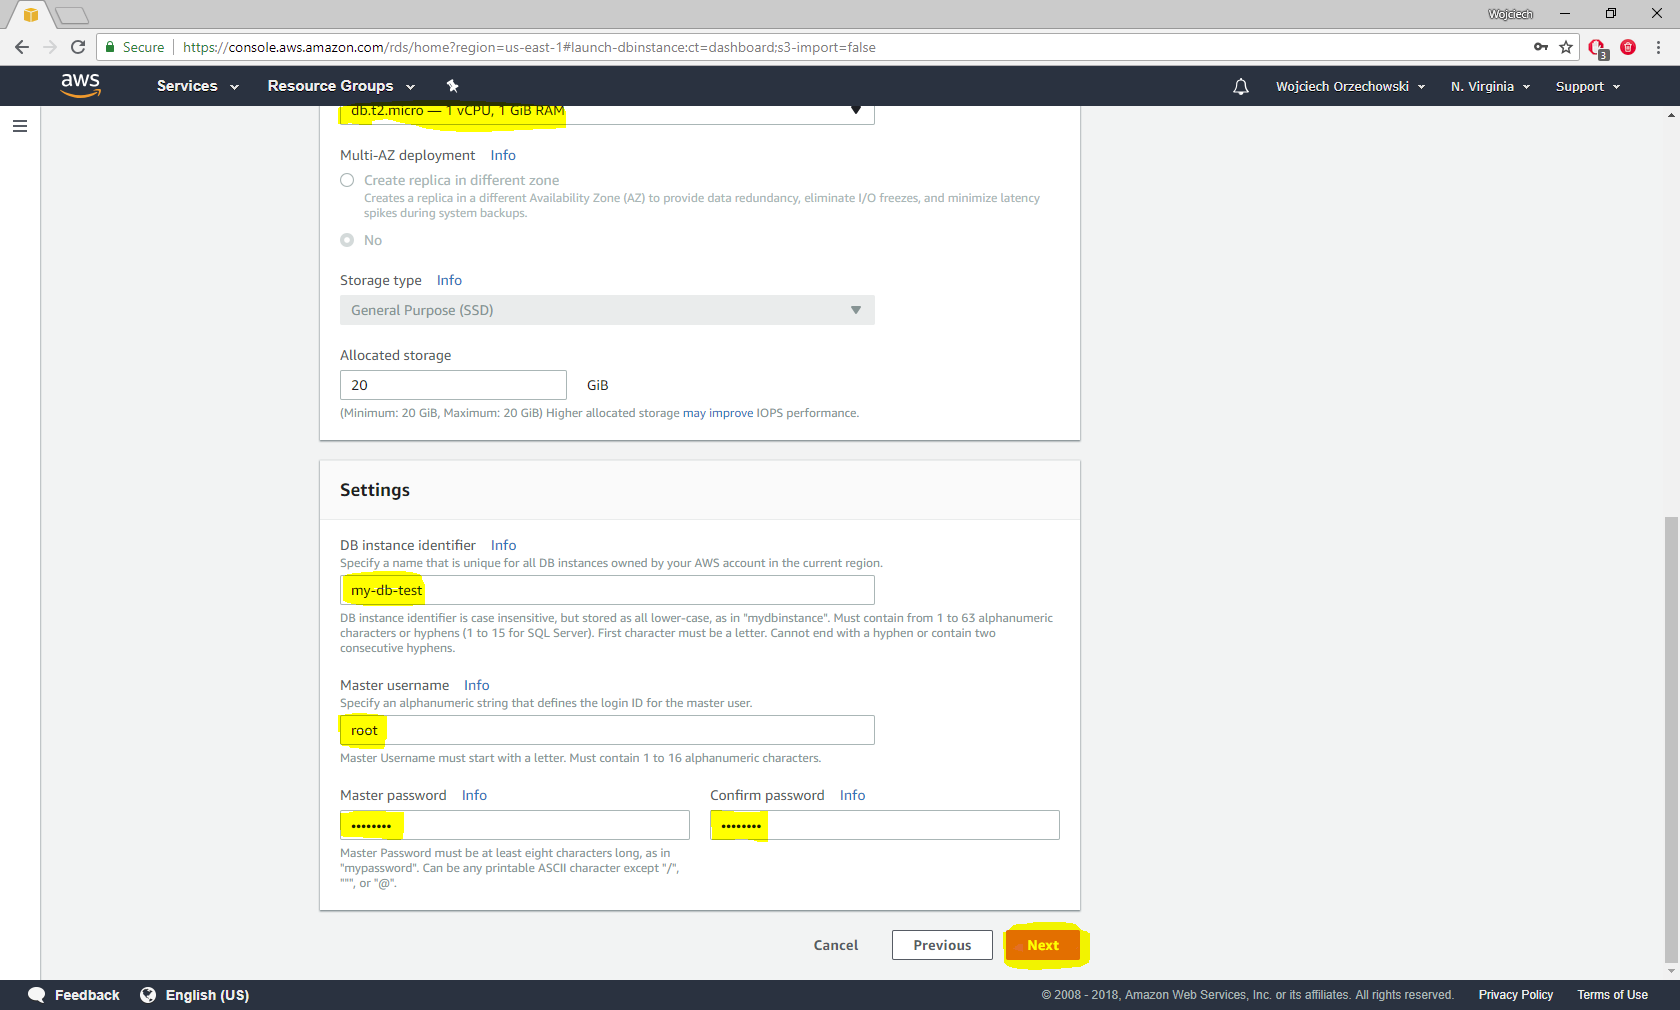 Wojciech
Secure https://console.aws.amazon.com/rds/home?region=us-east-1#launch-dbinstance:ct=dashboard;s3-import=false
3
aws Services Resource Groups Wojciech Orzechowski N. Virginia Support
db.t2.micro — 1 vCPU, 1 GiB RAM
Multi-AZ deployment Info
Create replica in different zone
Creates a replica in a different Availability Zone (AZ) to provide data redundancy, eliminate I/O freezes, and minimize latency
spikes during system backups.
No
Storage type Info
General Purpose (SSD)
Allocated storage
20 GiB
(Minimum: 20 GiB, Maximum: 20 GiB) Higher allocated storage may improve IOPS performance.
Settings
DB instance identifier Info
Specify a name that is unique for all DB instances owned by your AWS account in the current region.
my-db-test
DB instance identifier is case insensitive, but stored as all lower-case, as in "mydbinstance". Must contain from 1 to 63 alphanumeric
characters or hyphens (1 to 15 for SQL Server). First character must be a letter. Cannot end with a hyphen or contain two
consecutive hyphens.
Master username Info
Specify an alphanumeric string that defines the login ID for the master user.
root
Master Username must start with a letter. Must contain 1 to 16 alphanumeric characters.
Master password Info Confirm password Info
•••••••• ••••••••
Master Password must be at least eight characters long, as in
"mypassword". Can be any printable ASCII character except "/",
""", or "@".
Cancel Previous Next
Feedback English (US) © 2008 - 2018, Amazon Web Services, Inc. or its affiliates. All rights reserved. Privacy Policy Terms of Use